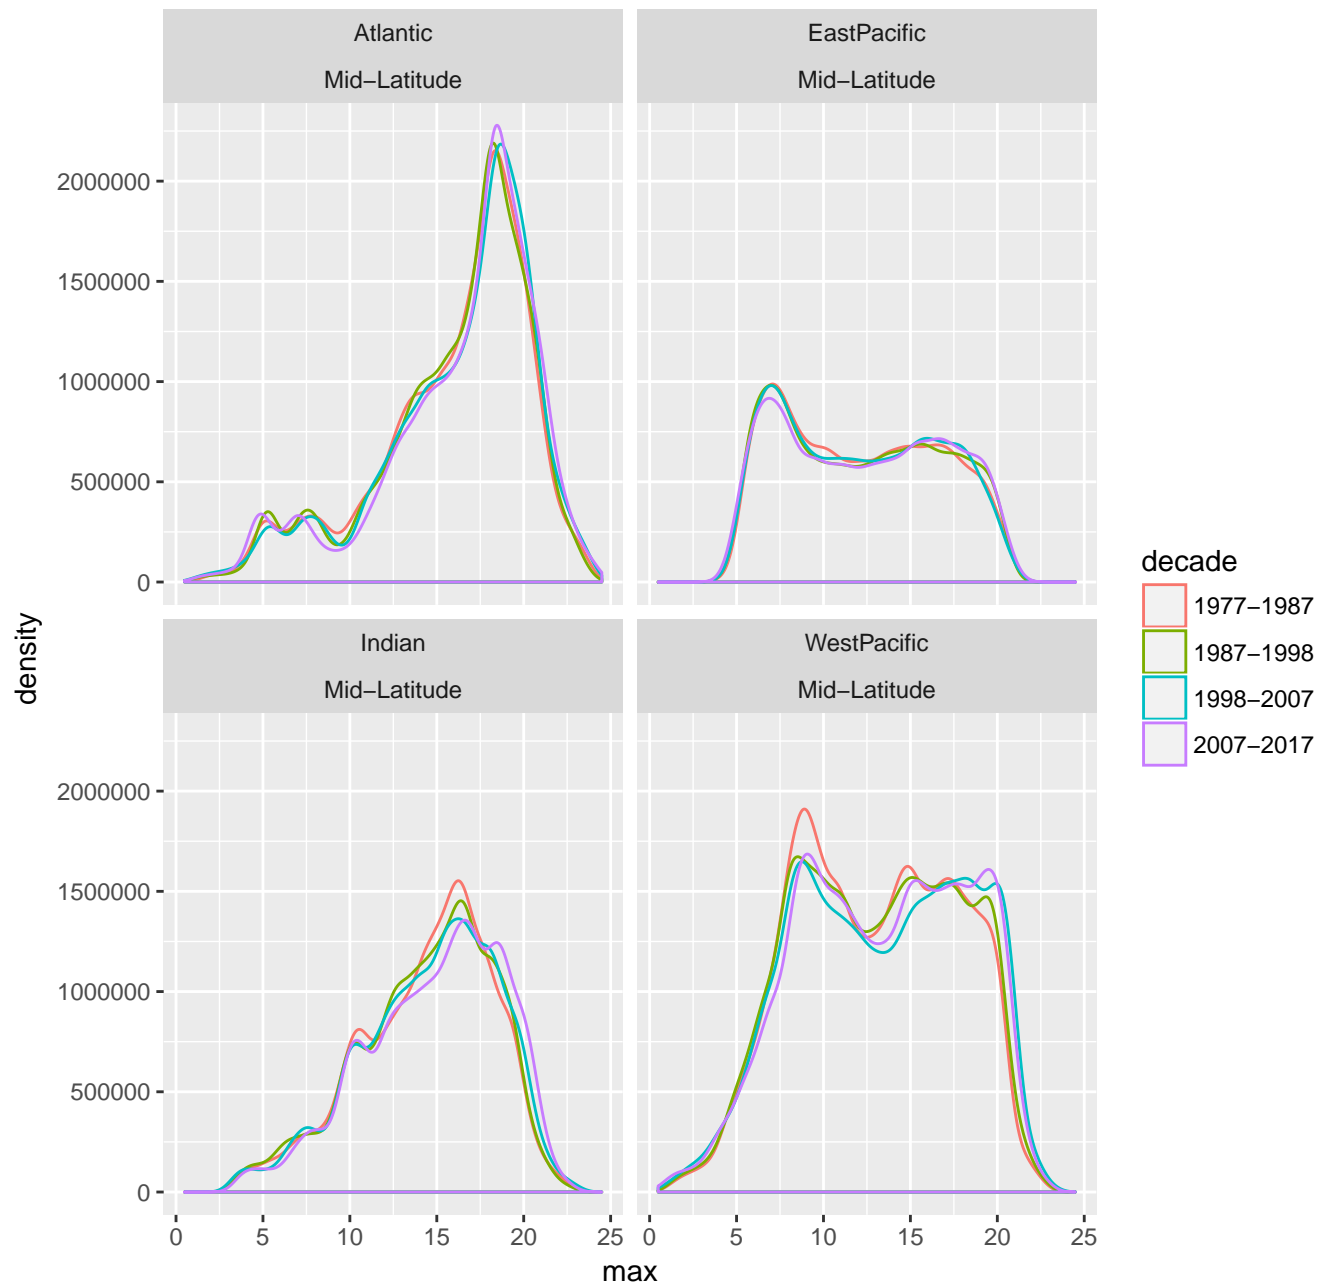 Atlantic
Mid−Latitude
EastPacific
Mid−Latitude
2000000
1500000
1000000
500000
0
Indian
Mid−Latitude
WestPacific
Mid−Latitude
2000000
1500000
1000000
500000
0
0 5 10 15 20 25
0 5 10 15 20 25
max
density
decade
1977−1987
1987−1998
1998−2007
2007−2017